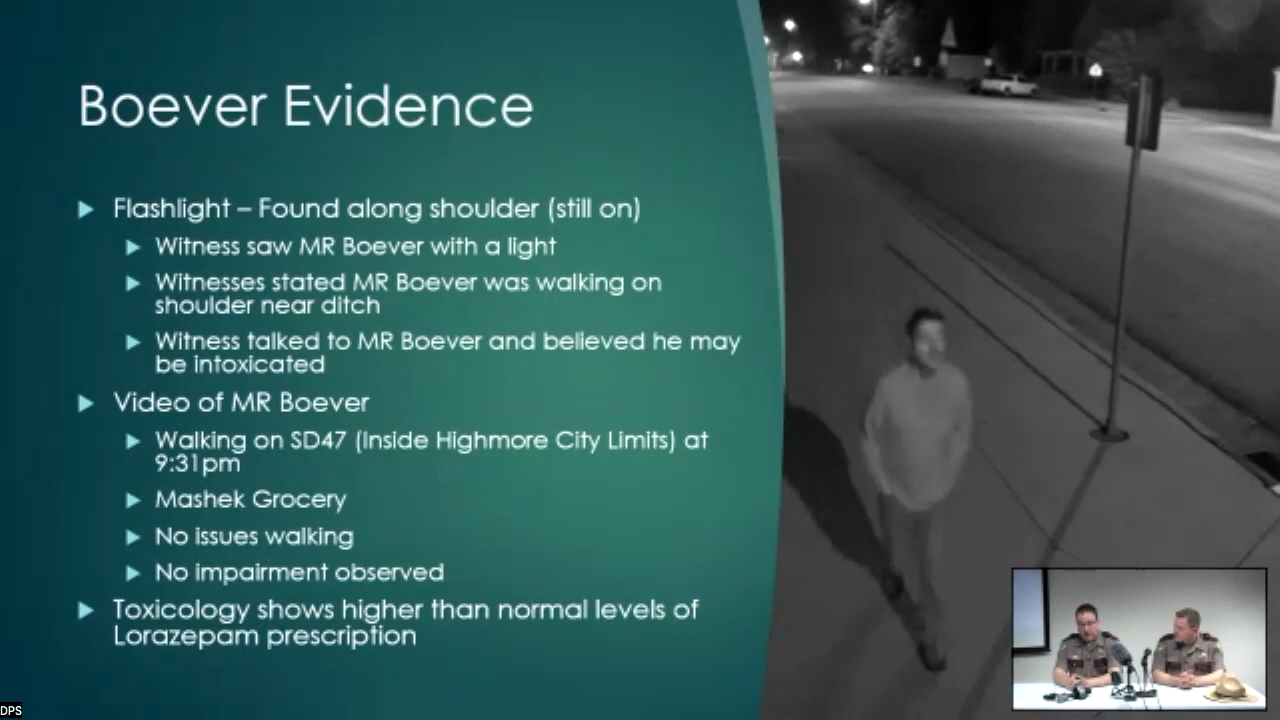 Boever Evidence
Flashlight – Found along shoulder (still on)
Witness saw MR Boever with a light
Witnesses stated MR Boever was walking on
shoulder near ditch
Witness talked to MR Boever and believed he may
be intoxicated
Video of MR Boever
Walking on SD47 (Inside Highmore City Limits) at
9:31pm
Mashek Grocery
No issues walking
No impairment observed
Toxicology shows higher than normal levels of
Lorazepam prescription
DPS